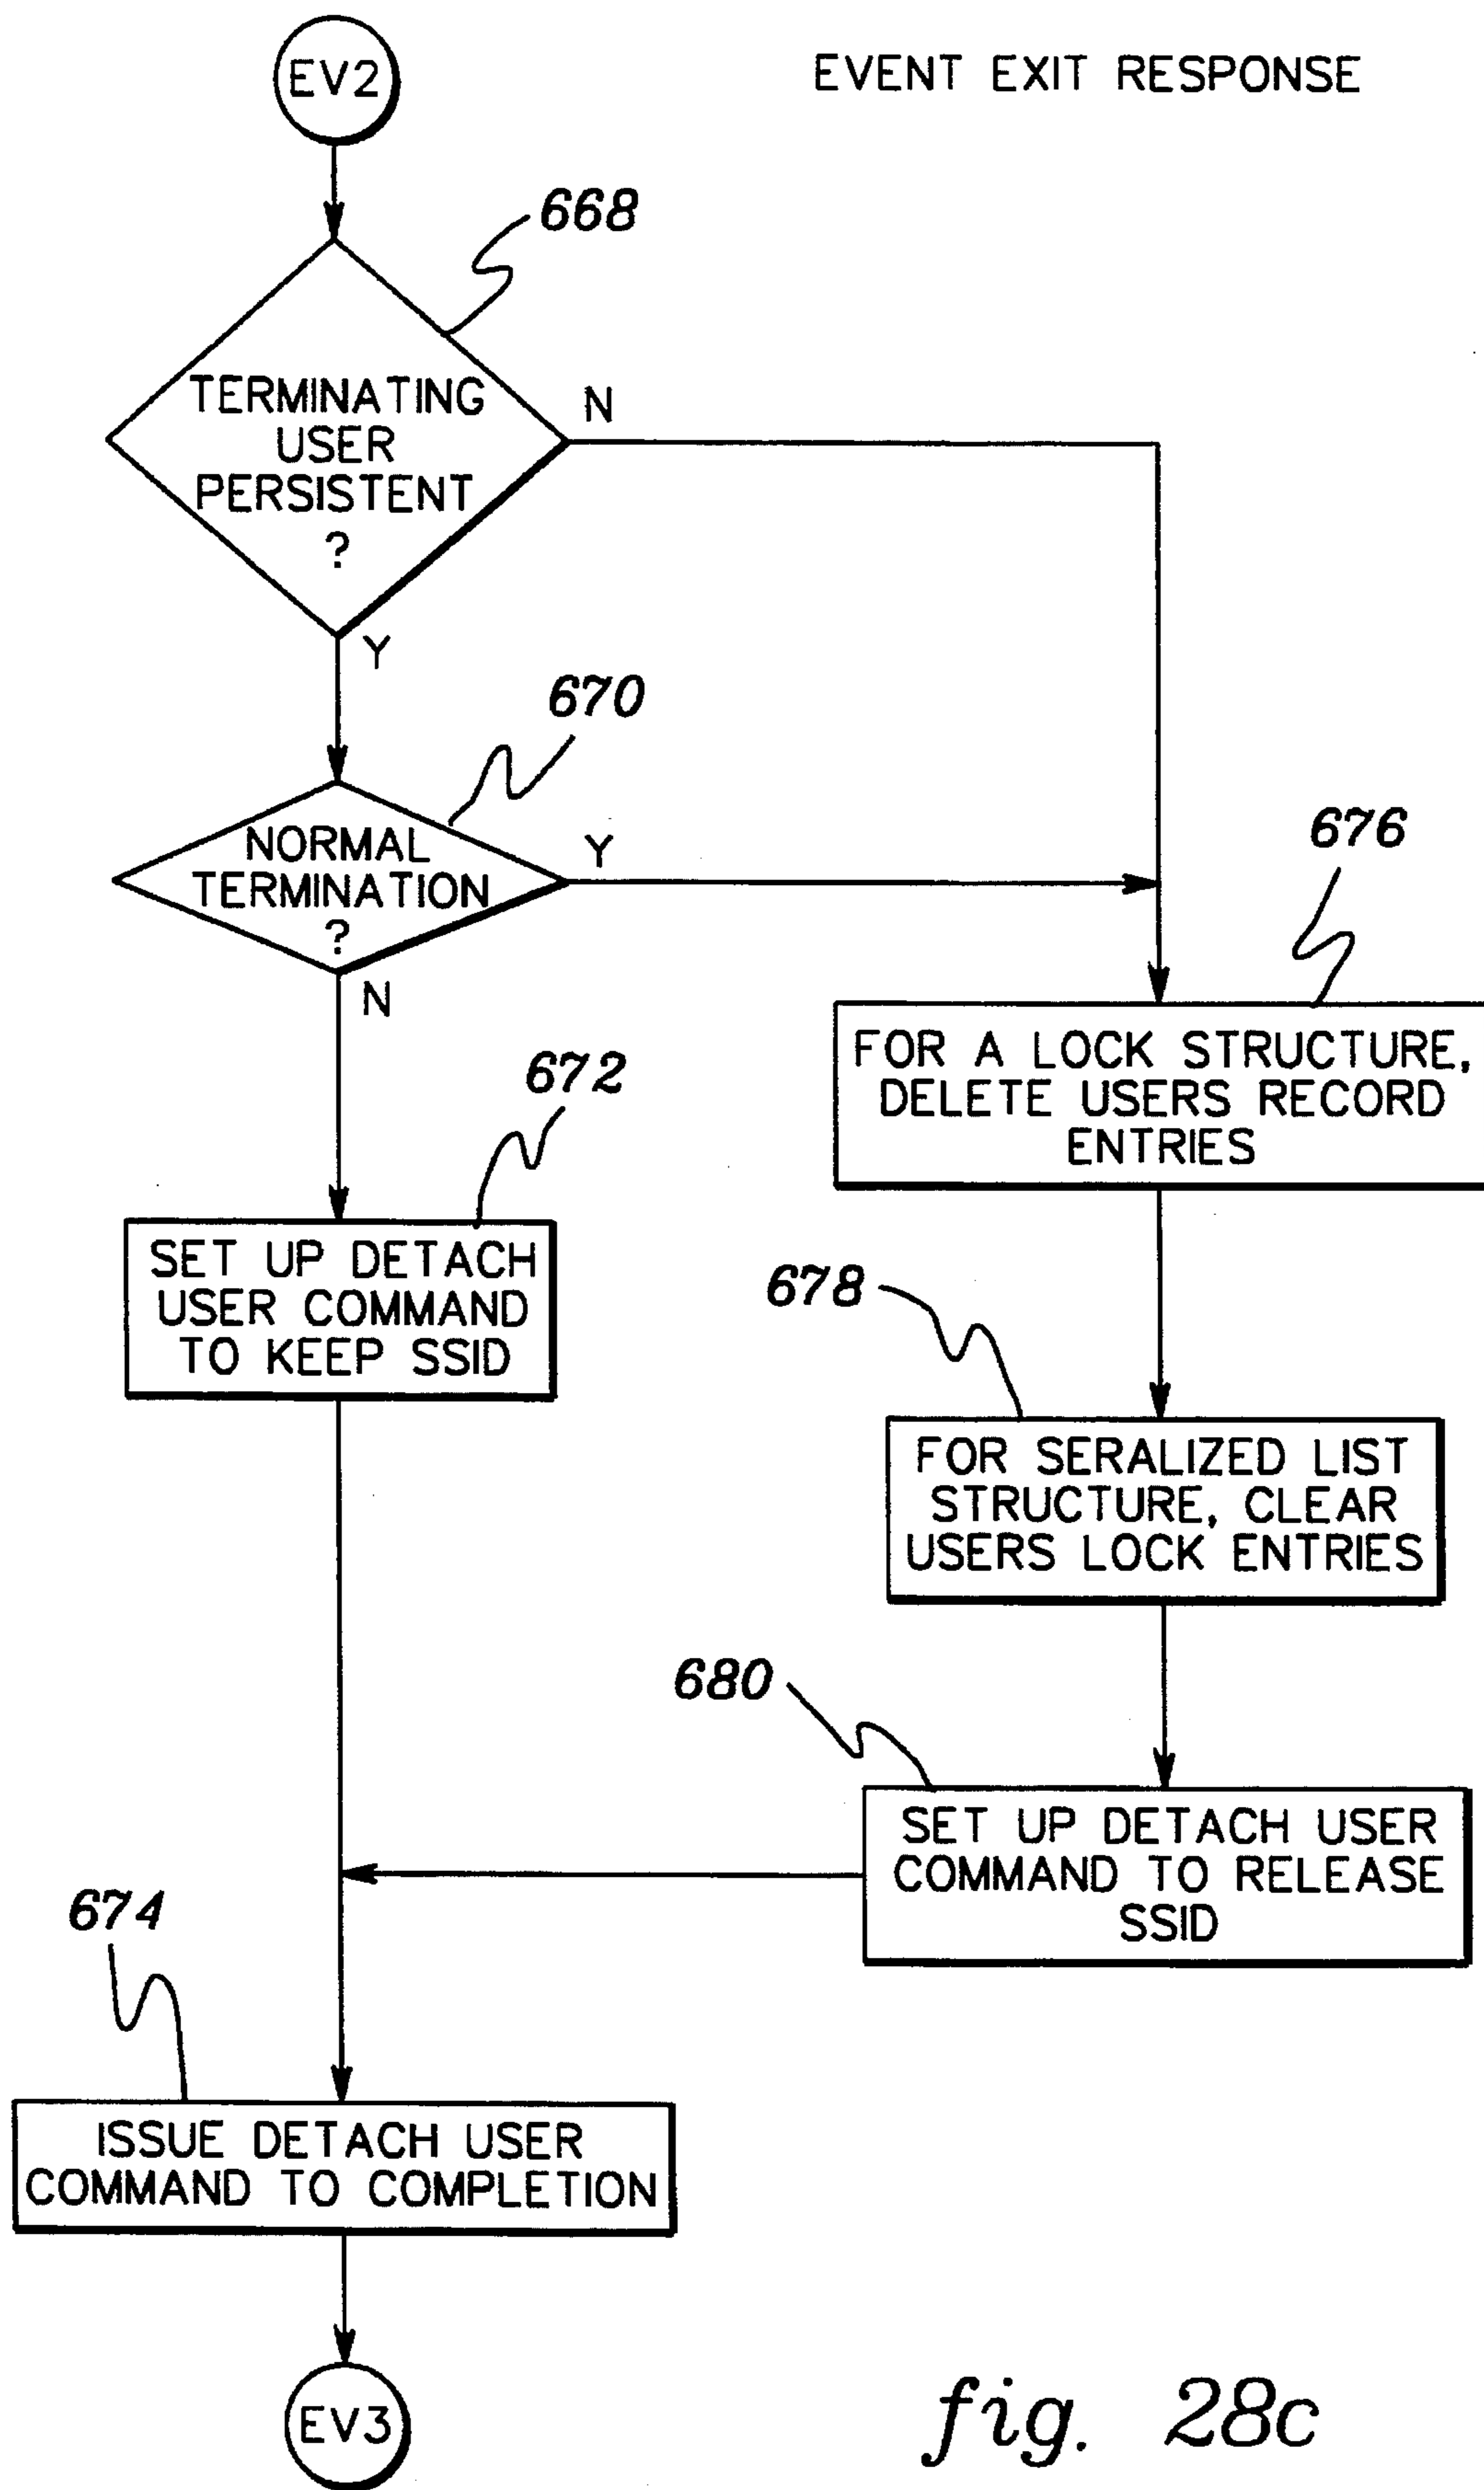 EV2
EVENT EXIT RESPONSE
668
TERMINATING
USER
PERSISTENT
?
N
Y
670
NORMAL
TERMINATION
?
Y
N
676
FOR A LOCK STRUCTURE,
DELETE USERS RECORD
ENTRIES
672
SET UP DETACH
USER COMMAND
TO KEEP SSID
678
FOR SERALIZED LIST
STRUCTURE, CLEAR
USERS LOCK ENTRIES
680
SET UP DETACH USER
COMMAND TO RELEASE
SSID
674
ISSUE DETACH USER
COMMAND TO COMPLETION
EV3
fig. 28c